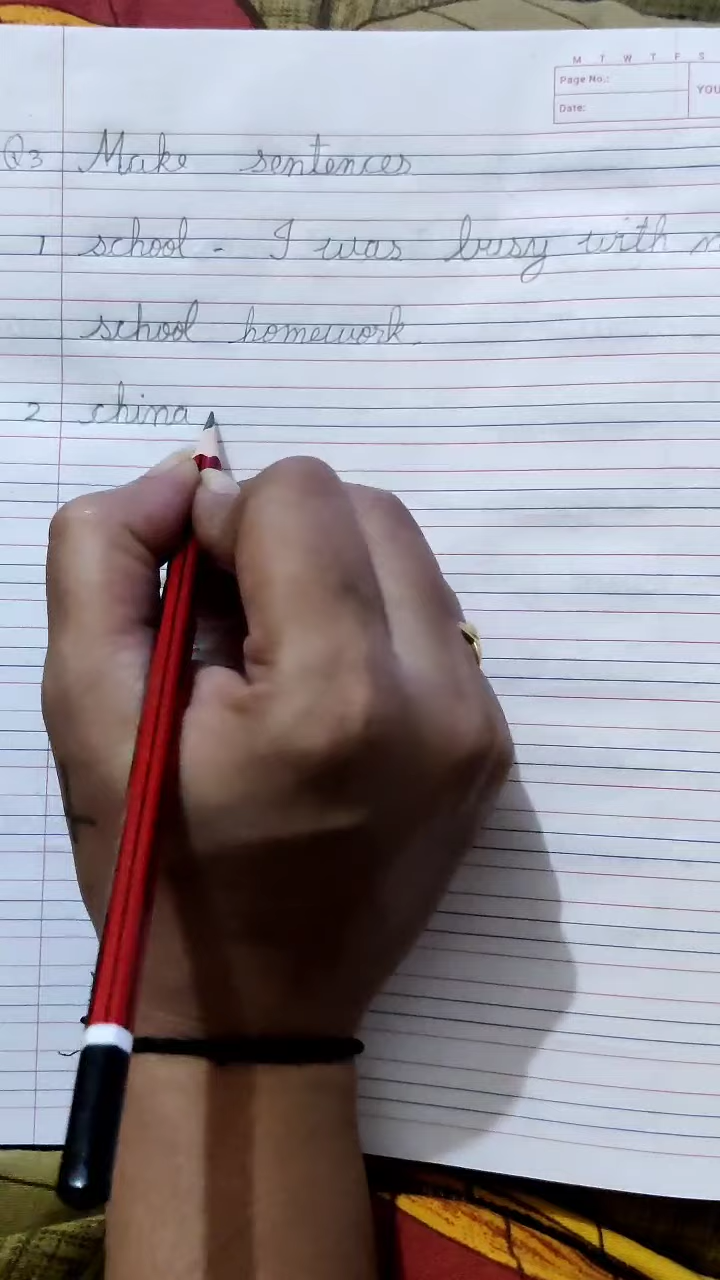 M T W T F S
Page No.:
YOU
Date:
Q3 Make sentences
1 school - I was busy with
school homework.
2 china